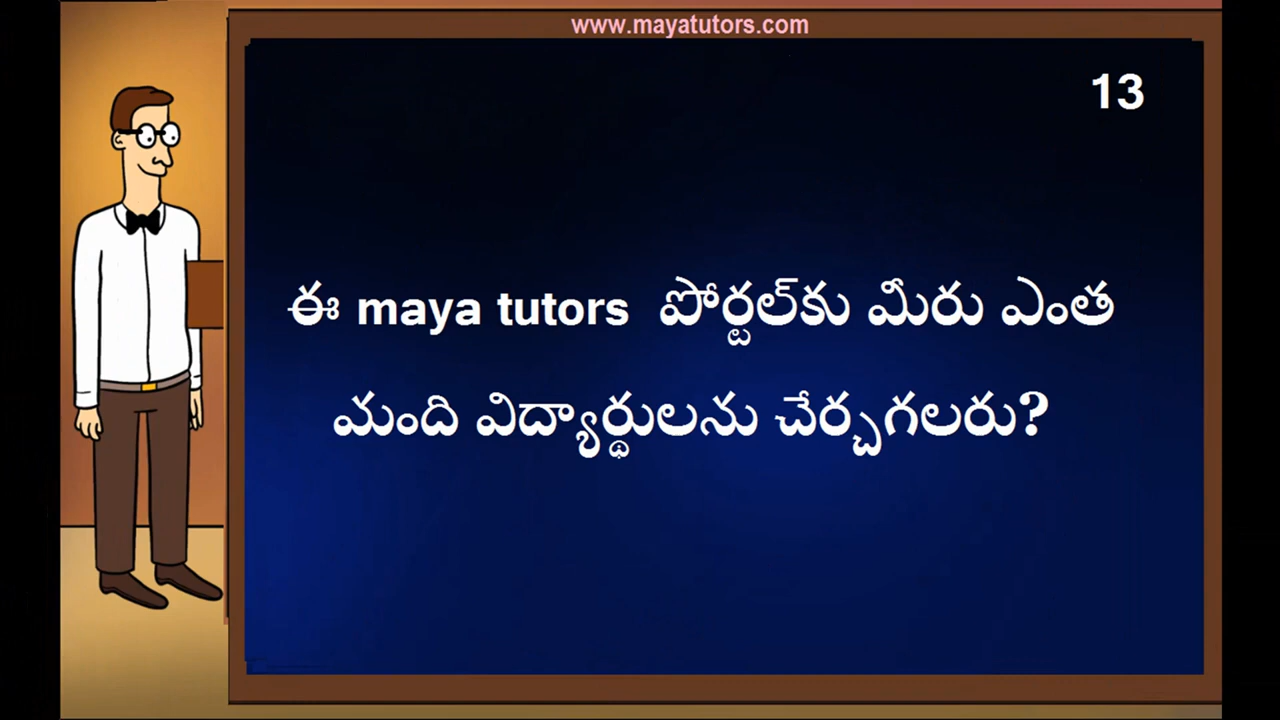 www.mayatutors.com
13
ఈ maya tutors పోర్టల్‌కు మీరు ఎంత
మంది విద్యార్థులను చేర్చగలరు?